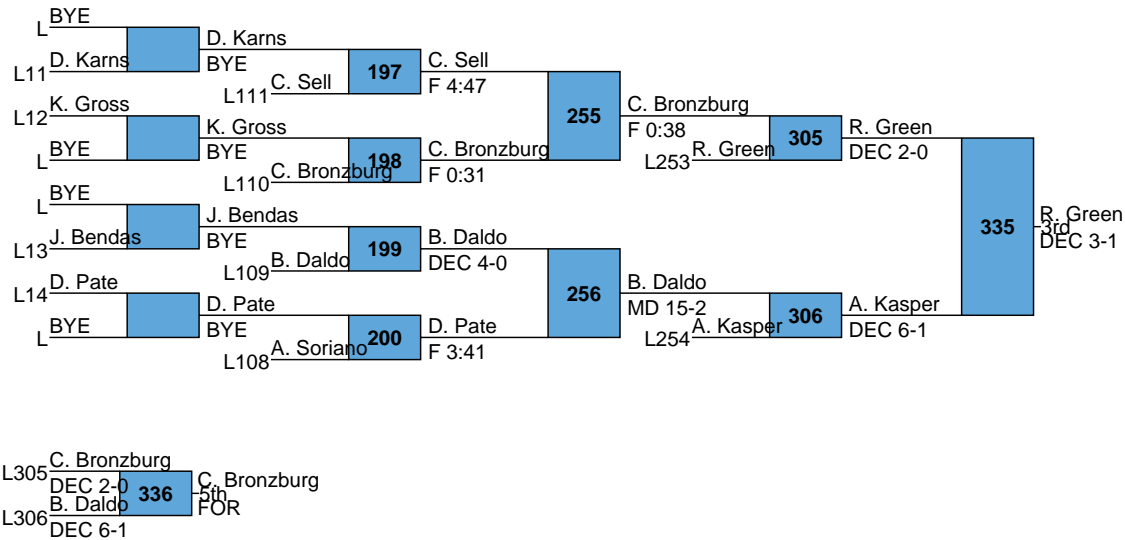 L BYE
L11 D. Karns
D. Karns
BYE
L111 C. Sell
197
C. Sell
F 4:47
L12 K. Gross
L BYE
K. Gross
BYE
L110 C. Bronzburg
198
C. Bronzburg
F 0:31
255
C. Bronzburg
F 0:38
L253 R. Green
305
R. Green
DEC 2-0
L BYE
L13 J. Bendas
J. Bendas
BYE
L109 B. Daldo
199
B. Daldo
DEC 4-0
L14 D. Pate
L BYE
D. Pate
BYE
L108 A. Soriano
200
D. Pate
F 3:41
256
B. Daldo
MD 15-2
L254 A. Kasper
306
A. Kasper
DEC 6-1
335
R. Green
3rd
DEC 3-1
L305 C. Bronzburg
DEC 2-0
L306 B. Daldo
DEC 6-1
336
C. Bronzburg
5th
FOR